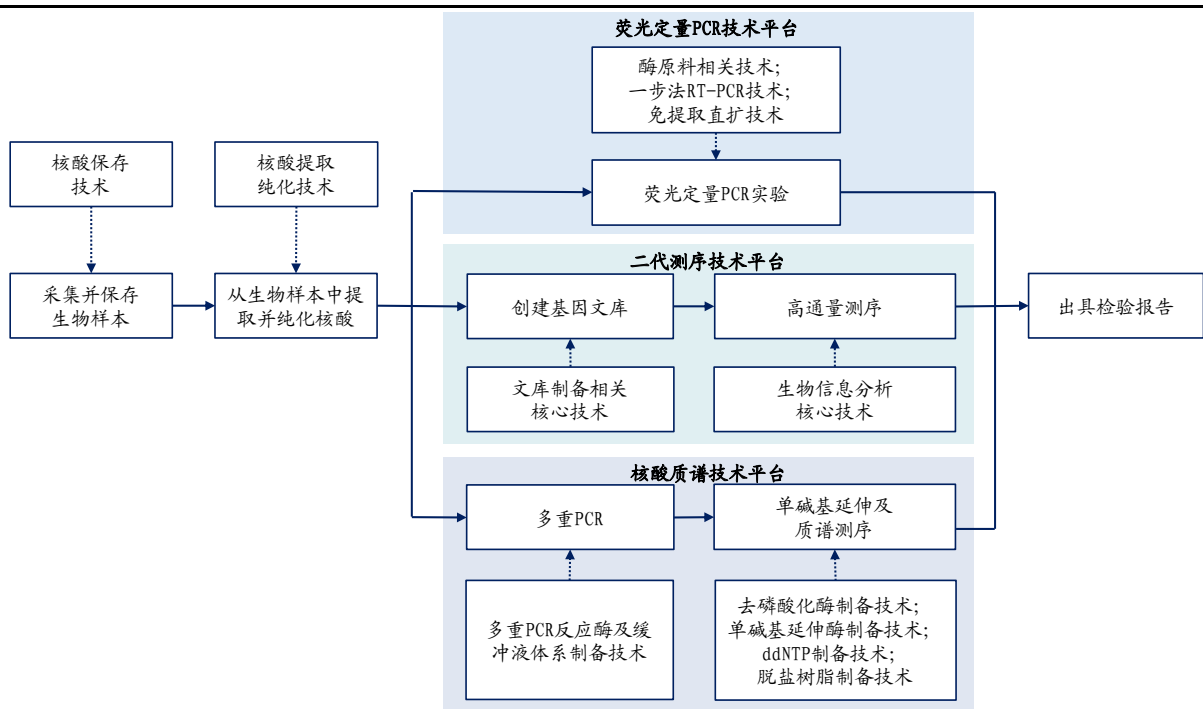 荧光定量PCR技术平台
酶原料相关技术;
一步法RT-PCR技术;
免提取直扩技术
核酸保存
技术
核酸提取
纯化技术
荧光定量PCR实验
二代测序技术平台
采集并保存
生物样本
从生物样本中提
取并纯化核酸
创建基因文库
高通量测序
出具检验报告
文库制备相关
核心技术
生物信息分析
核心技术
核酸质谱技术平台
多重PCR
单碱基延伸及
质谱测序
多重PCR反应酶及缓
冲液体系制备技术
去磷酸化酶制备技术;
单碱基延伸酶制备技术;
ddNTP制备技术;
脱盐树脂制备技术